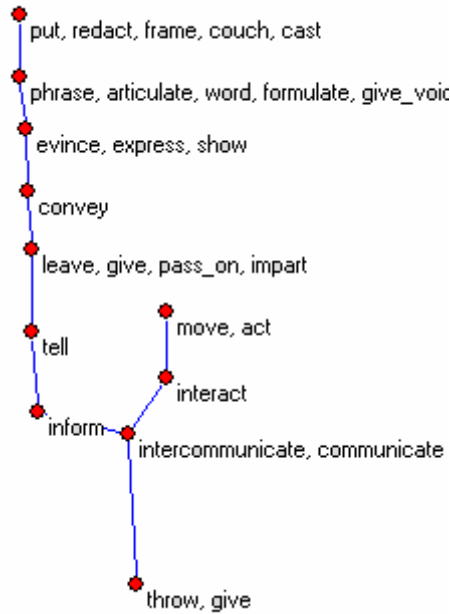 put, redact, frame, couch, cast
phrase, articulate, word, formulate, give_voic
evince, express, show
convey
leave, give, pass_on, impart
move, act
tell
interact
inform
intercommunicate, communicate
throw, give